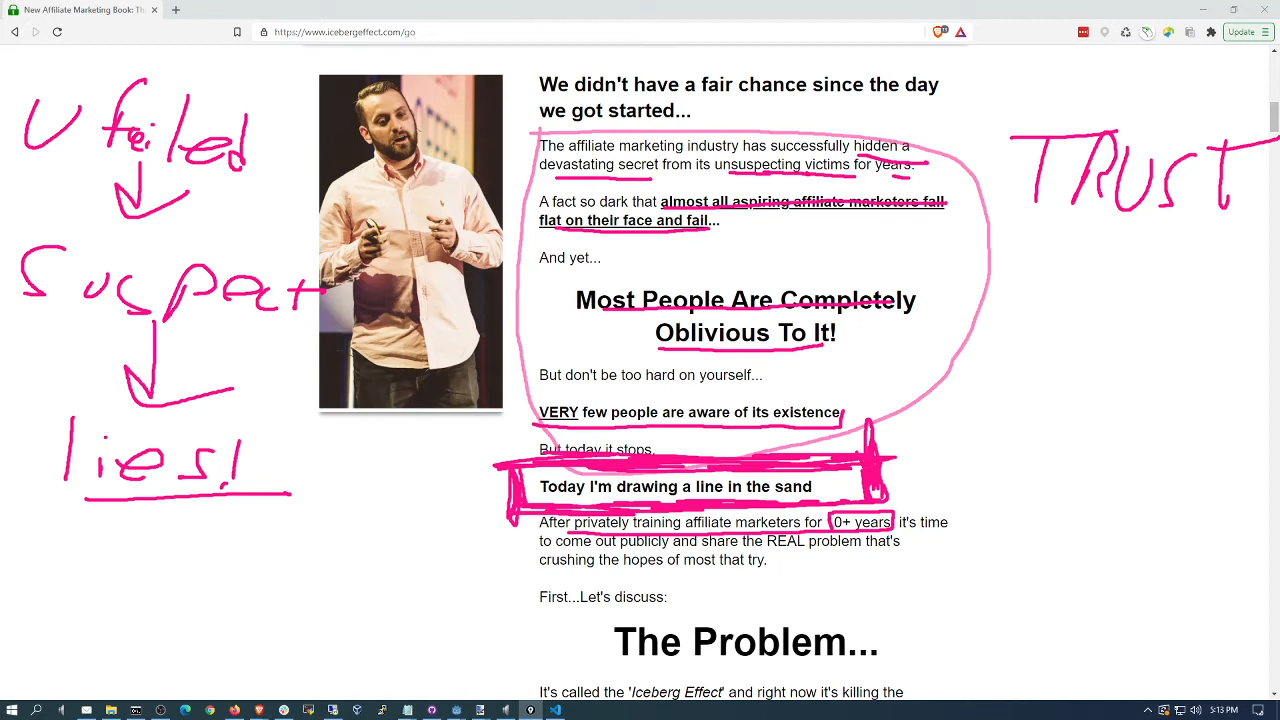 New Affiliate Marketing Book: Th
https://www.icebergeffect.com/go
Update
U failed
Suspect
lies!
TRUST
We didn't have a fair chance since the day
we got started...
The affiliate marketing industry has successfully hidden a
devastating secret from its unsuspecting victims for years.
A fact so dark that almost all aspiring affiliate marketers fall
flat on their face and fail...
And yet...
Most People Are Completely
Oblivious To It!
But don't be too hard on yourself...
VERY few people are aware of its existence
But today it stops.
Today I'm drawing a line in the sand
After privately training affiliate marketers for 0+ years it's time
to come out publicly and share the REAL problem that's
crushing the hopes of most that try.
First...Let's discuss:
The Problem...
It's called the 'Iceberg Effect' and right now it's killing the
5:13 PM